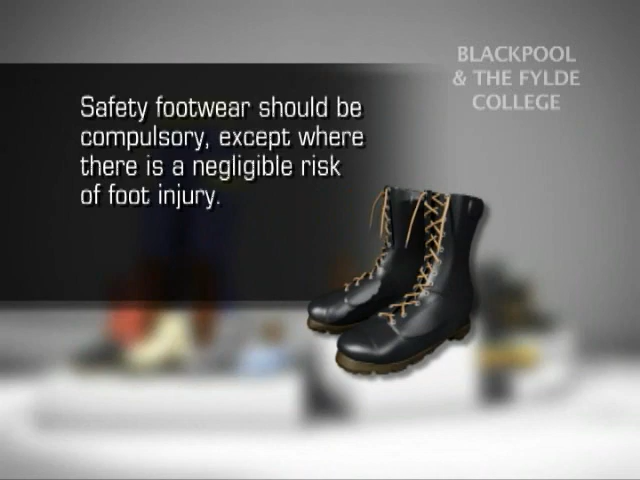 BLACKPOOL
& THE FYLDE
COLLEGE
Safety footwear should be
compulsory, except where
there is a negligible risk
of foot injury.